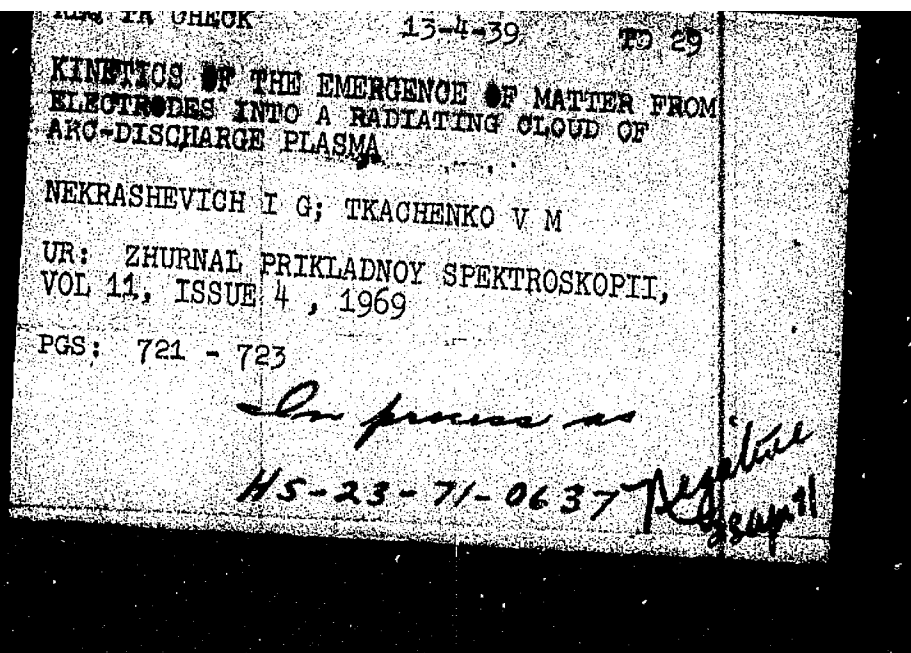 TR CHECK 13-4-39 TD 29
KINETICS OF THE EMERGENCE OF MATTER FROM
ELECTRODES INTO A RADIATING CLOUD OF
ARC-DISCHARGE PLASMA
NEKRASHEVICH I G; TKACHENKO V M
UR: ZHURNAL PRIKLADNOY SPEKTROSKOPII,
VOL 11, ISSUE 4 , 1969
PGS: 721 - 723
In process as
HS-23-71-0637 Negative